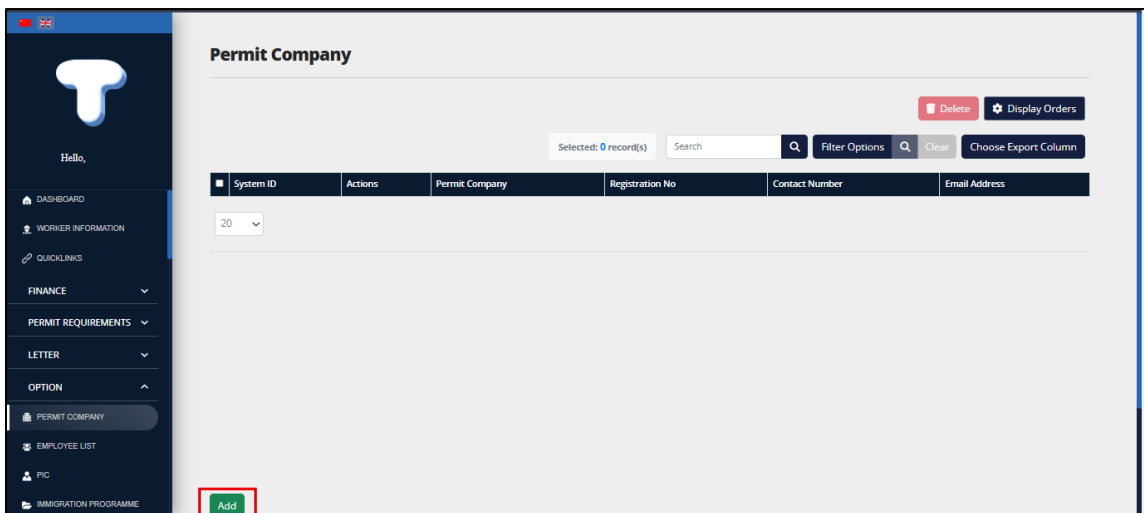 T
Hello,
DASHBOARD
WORKER INFORMATION
QUICKLINKS
FINANCE
PERMIT REQUIREMENTS
LETTER
OPTION
PERMIT COMPANY
EMPLOYEE LIST
PIC
IMMIGRATION PROGRAMME
Permit Company
Delete Display Orders
Selected: 0 record(s) Search Filter Options Clear Choose Export Column
System ID Actions Permit Company Registration No Contact Number Email Address
20
Add